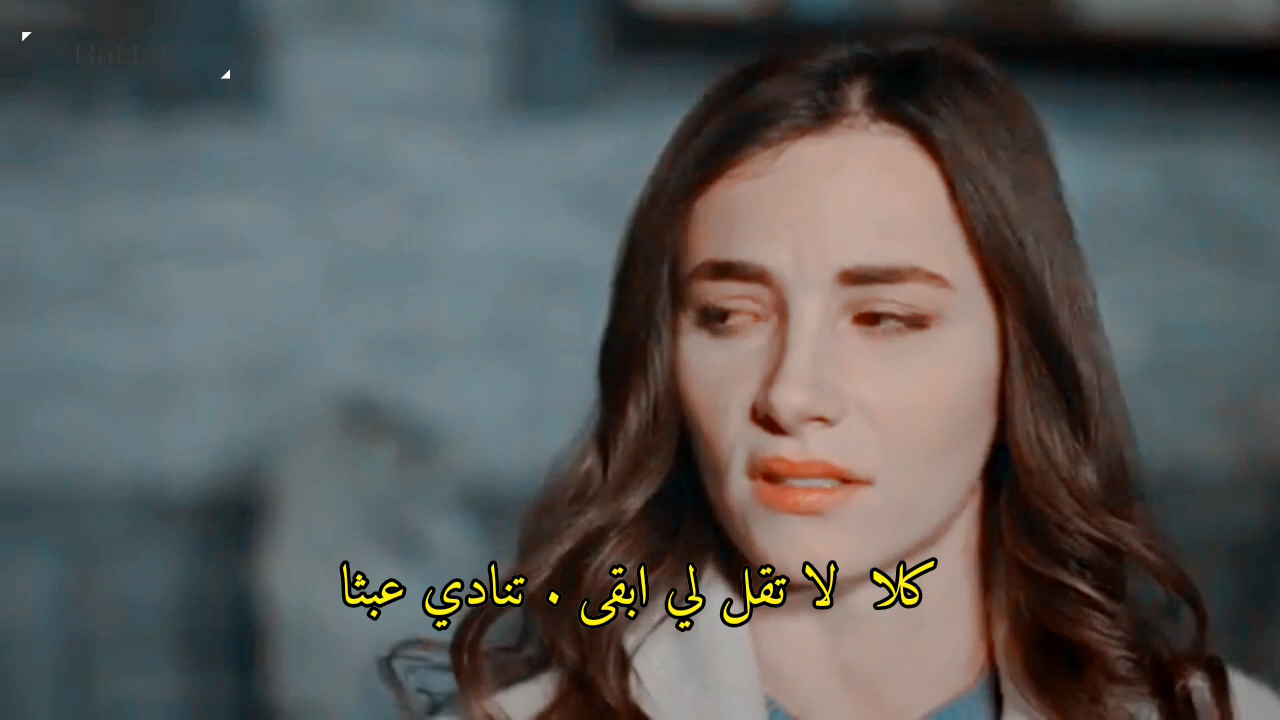 كلا لا تقل لي ابقى . تنادي عبثا